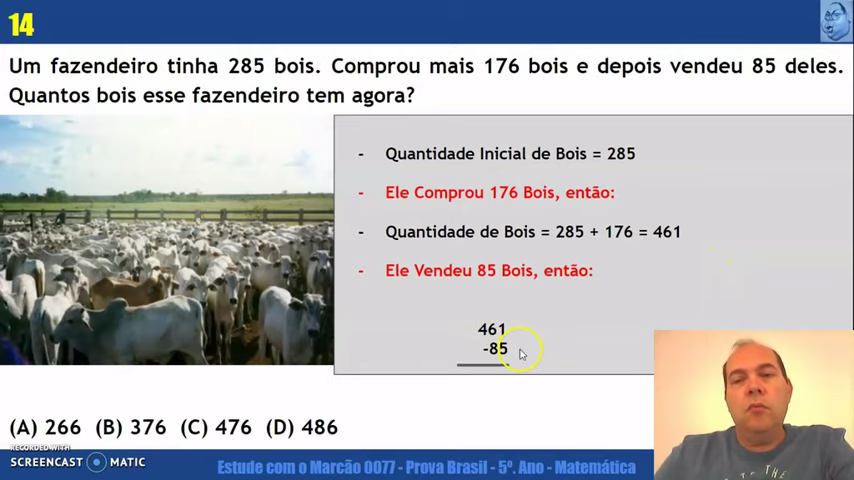 14
Um fazendeiro tinha 285 bois. Comprou mais 176 bois e depois vendeu 85 deles.
Quantos bois esse fazendeiro tem agora?
- Quantidade Inicial de Bois = 285
- Ele Comprou 176 Bois, então:
- Quantidade de Bois = 285 + 176 = 461
- Ele Vendeu 85 Bois, então:
461
-85
(A) 266 (B) 376 (C) 476 (D) 486
RECORDED WITH
SCREENCAST MATIC
Estude com o Marcão 0077 - Prova Brasil - 5º. Ano - Matemática